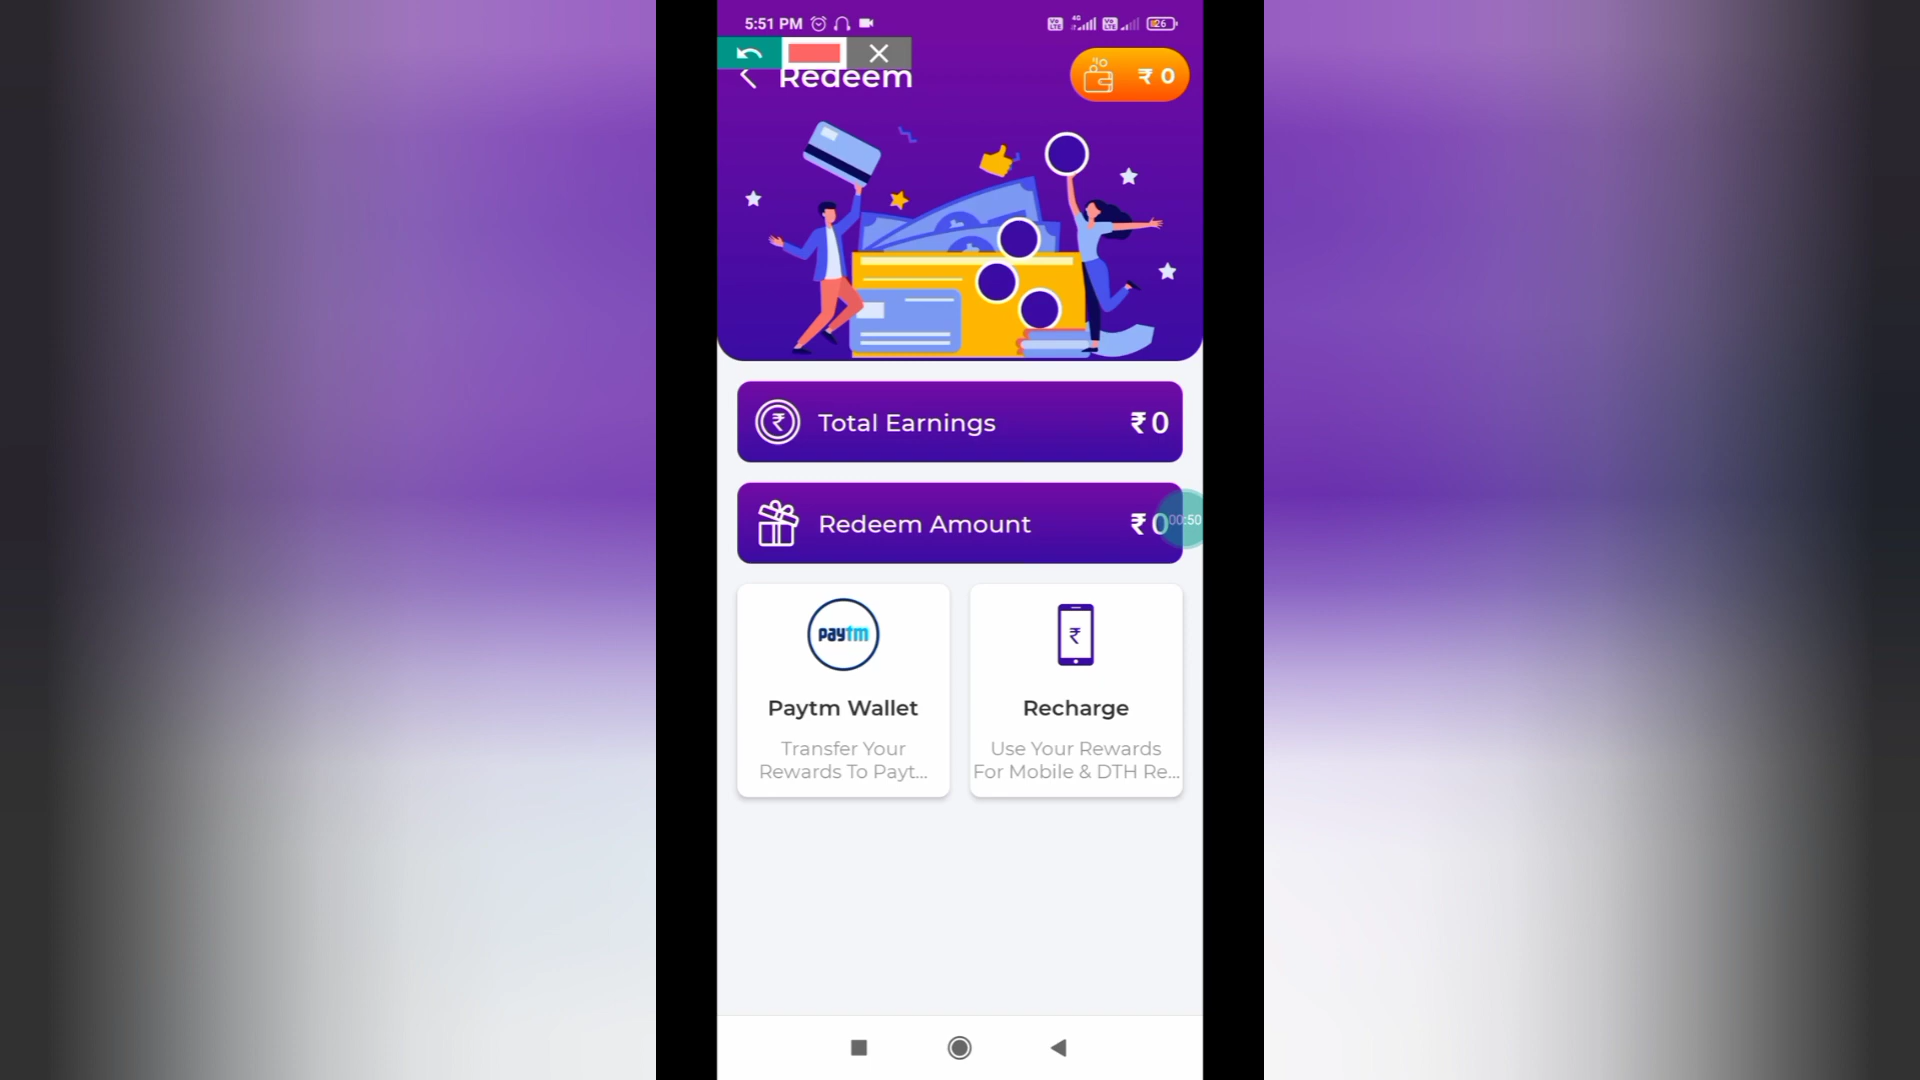 5:51 PM
26
Redeem
₹ 0
Total Earnings
₹ 0
Redeem Amount
₹ 0
00:50
paytm
₹
Paytm Wallet
Recharge
Transfer Your
Rewards To Payt...
Use Your Rewards
For Mobile & DTH Re...